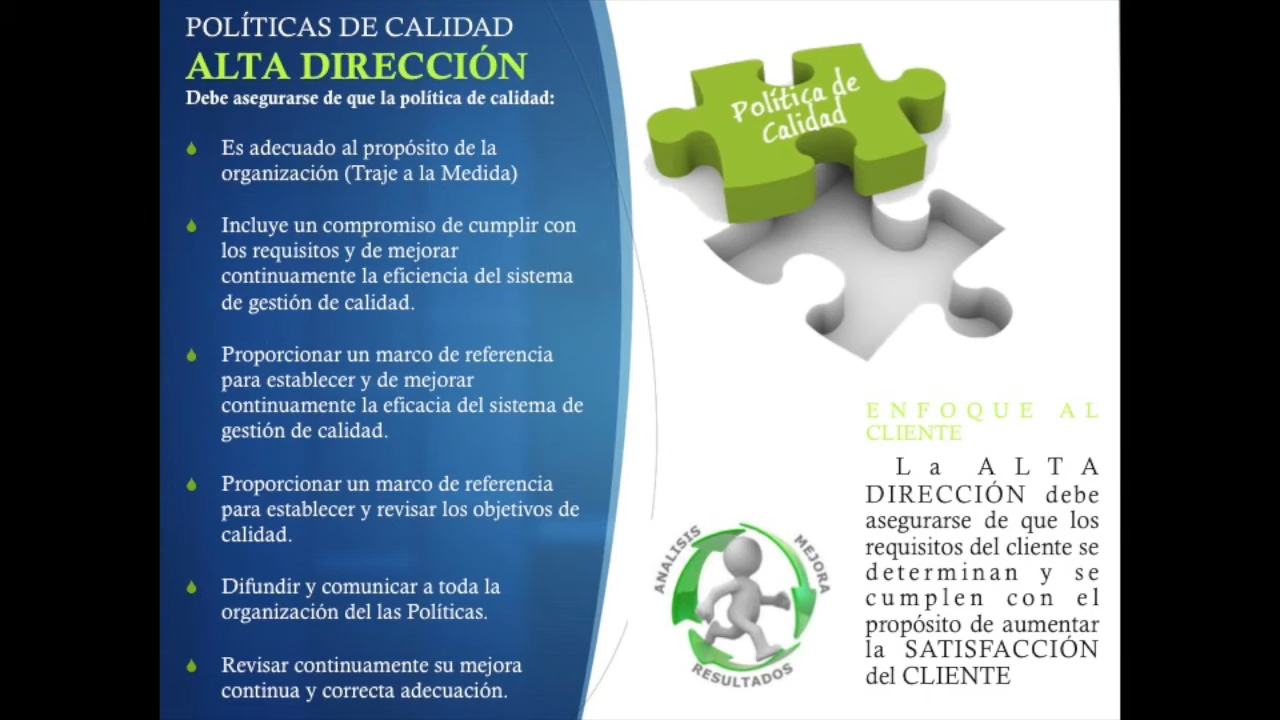 POLÍTICAS DE CALIDAD
ALTA DIRECCIÓN
Debe asegurarse de que la política de calidad:
Es adecuado al propósito de la
organización (Traje a la Medida)
Incluye un compromiso de cumplir con
los requisitos y de mejorar
continuamente la eficiencia del sistema
de gestión de calidad.
Proporcionar un marco de referencia
para establecer y de mejorar
continuamente la eficacia del sistema de
gestión de calidad.
Proporcionar un marco de referencia
para establecer y revisar los objetivos de
calidad.
Difundir y comunicar a toda la
organización del las Políticas.
Revisar continuamente su mejora
continua y correcta adecuación.
Política de
Calidad
ENFOQUE AL
CLIENTE
La ALTA
DIRECCIÓN debe
asegurarse de que los
requisitos del cliente se
determinan y se
cumplen con el
propósito de aumentar
la SATISFACCIÓN
del CLIENTE
ANALISIS
MEJORA
RESULTADOS